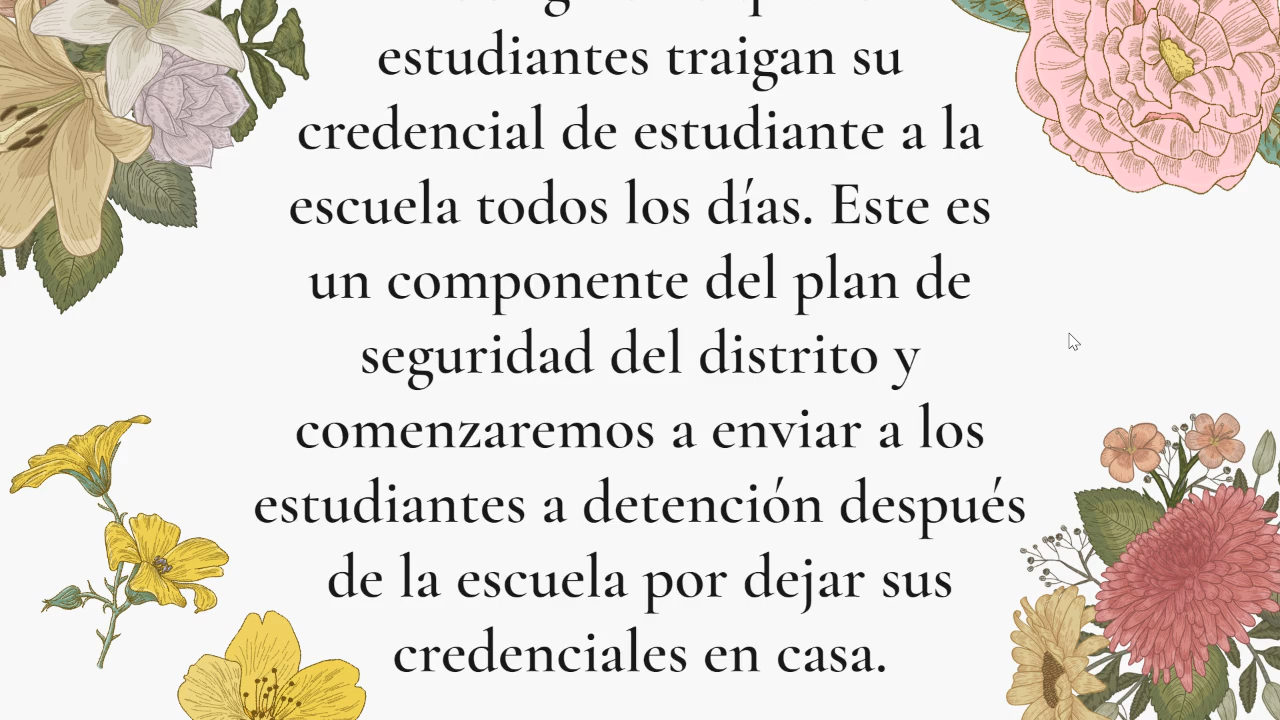 estudiantes traigan su
credencial de estudiante a la
escuela todos los días. Este es
un componente del plan de
seguridad del distrito y
comenzaremos a enviar a los
estudiantes a detención después
de la escuela por dejar sus
credenciales en casa.